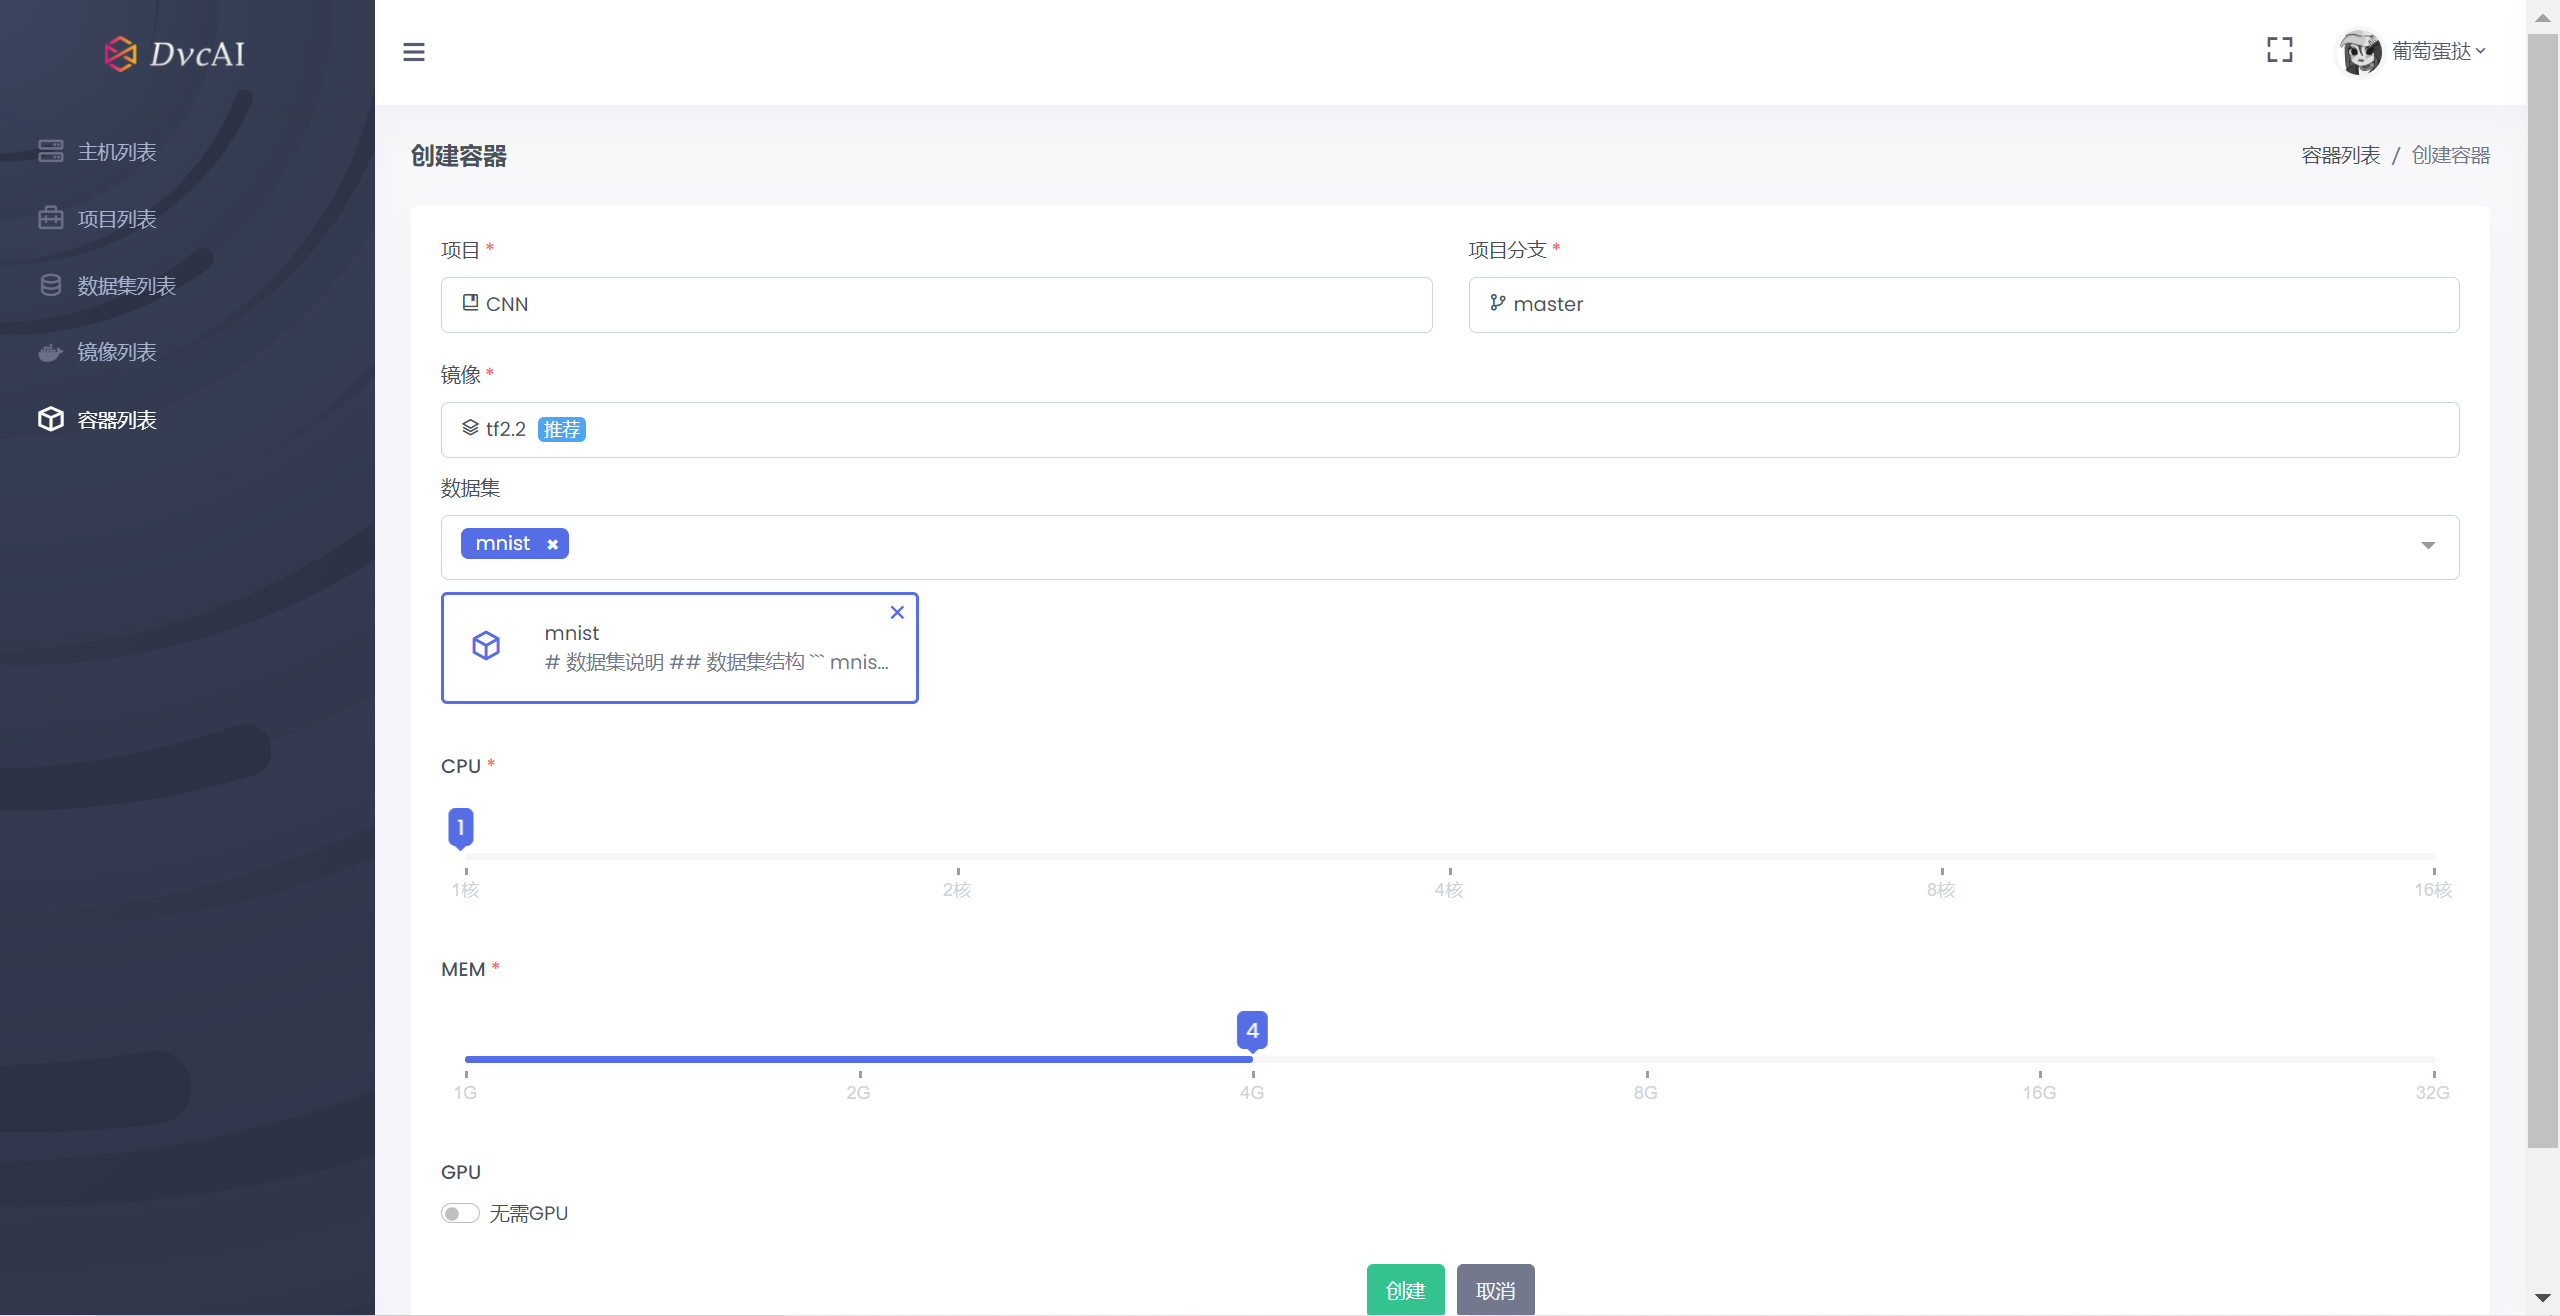 DvcAI
葡萄蛋挞
主机列表
项目列表
数据集列表
镜像列表
容器列表
创建容器
容器列表 / 创建容器
项目 *
项目分支 *
CNN
master
镜像 *
tf2.2 推荐
数据集
mnist ×
mnist
# 数据集说明 ## 数据集结构 ``` mnis...
CPU *
1
1核 2核 4核 8核 16核
MEM *
4
1G 2G 4G 8G 16G 32G
GPU
无需GPU
创建 取消